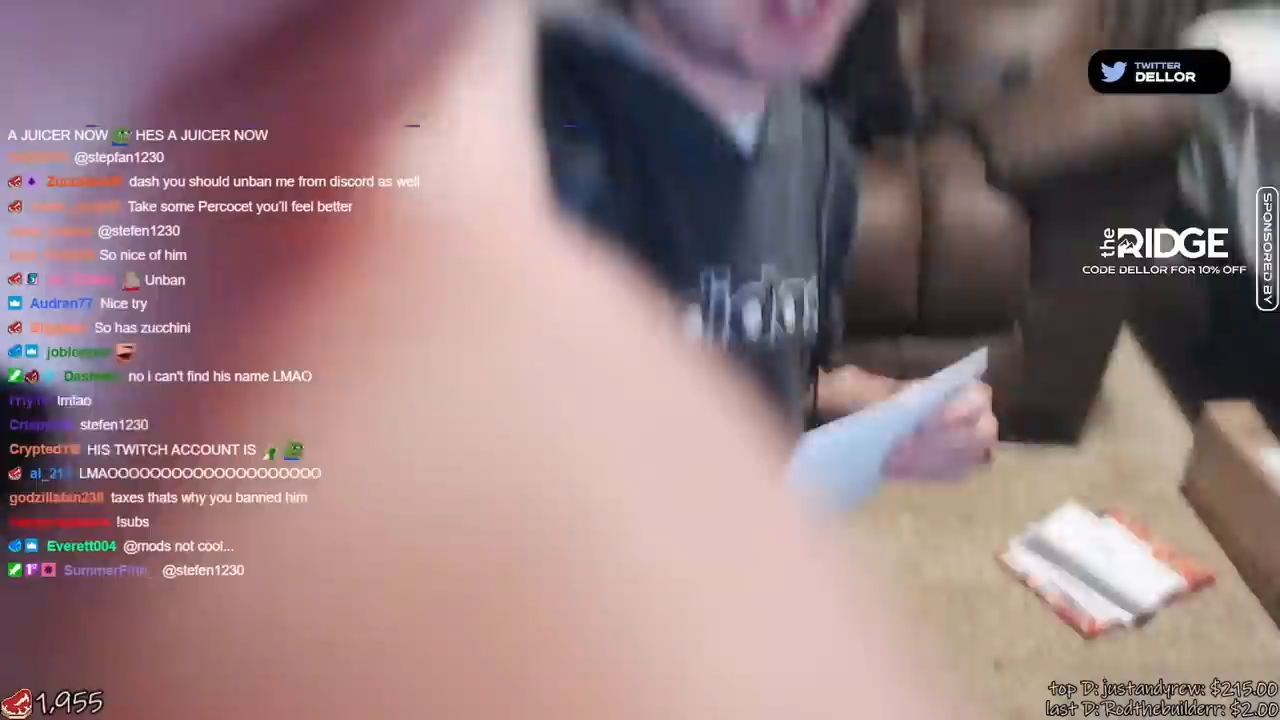 A JUICER NOW HES A JUICER NOW
@stepfan1230
dash you should unban me from discord as well
Take some Percocet you'll feel better
@stefen1230
So nice of him
Unban
Audran77 Nice try
So has zucchini
no i can't find his name LMAO
lmfao
stefen1230
HIS TWITCH ACCOUNT IS
LMAOOOOOOOOOOOOOOOOOOOO
godzillafan238 taxes thats why you banned him
!subs
Everett004 @mods not cool...
@stefen1230
1,955
TWITTER
DELLOR
the RIDGE
CODE DELLOR FOR 10% OFF
SPONSORED BY
top D: justandyrew: $215.00
last D: Rodthebuilderr: $2.00